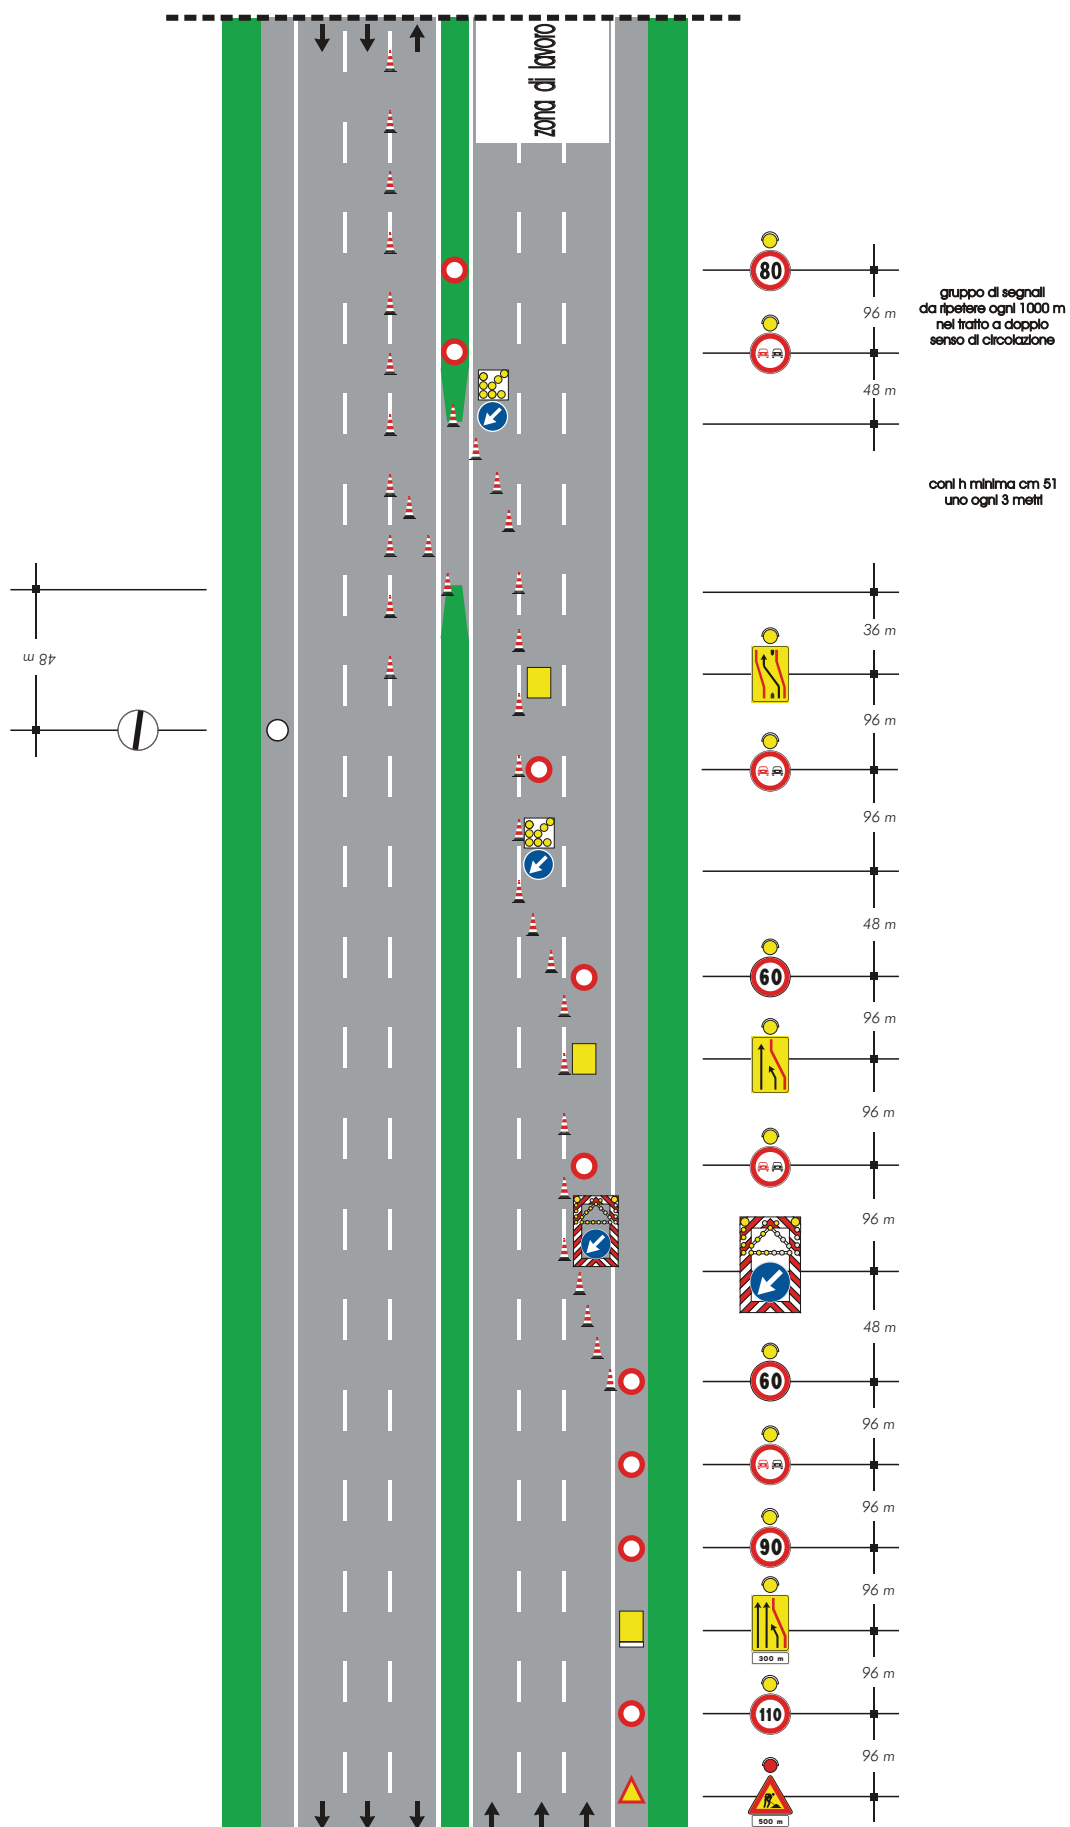 zona di lavoro
80
96 m
gruppo di segnali
da ripetere ogni 1000 m
nel tratto a doppio
senso di circolazione
48 m
coni h minima cm 51
uno ogni 3 metri
36 m
48 m
96 m
96 m
48 m
60
96 m
96 m
96 m
48 m
60
96 m
96 m
90
96 m
300 m
96 m
110
96 m
500 m